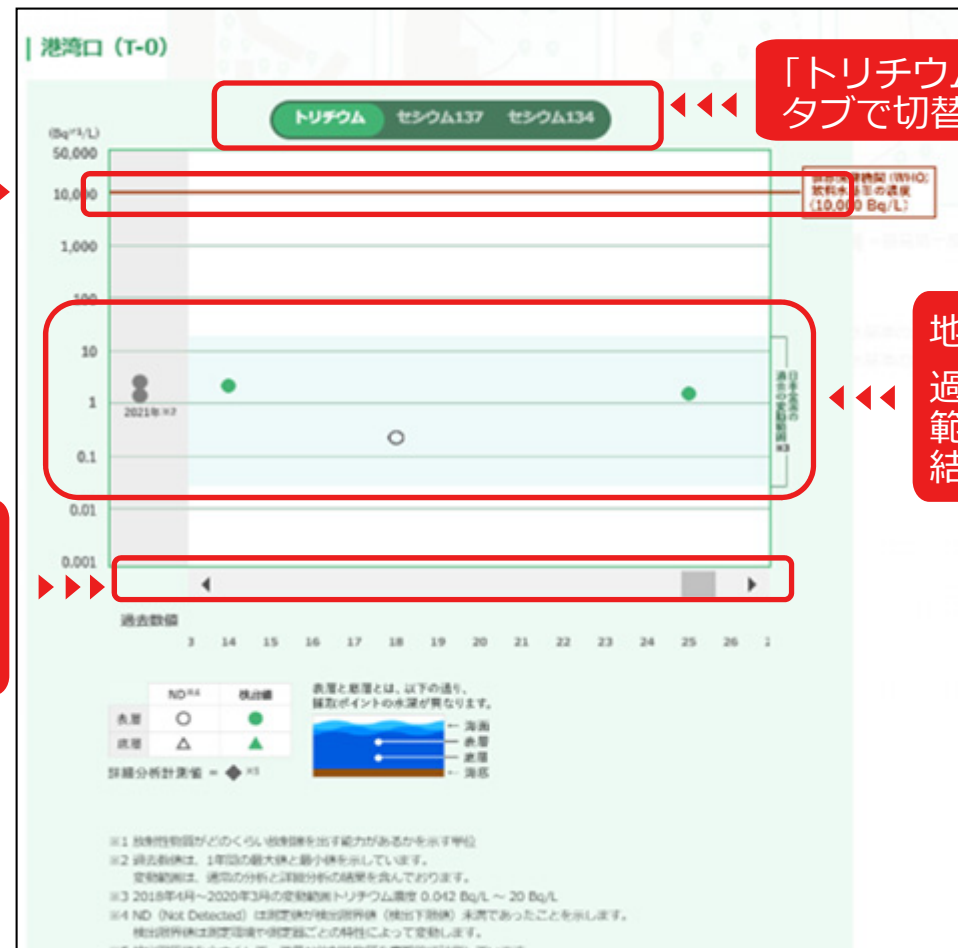 港湾口（T-0）
「トリチウム
タブで切替
トリチウム セシウム137 セシウム134
(Bq※1/L)
50,000
10,000
(WHO)
飲料水基準の濃度
(10,000 Bq/L)
1,000
100
10
1
0.1
0.01
0.001
2021年※2
日本全国の
過去の変動範囲
※3
地
過
範
結
過去数値
3 14 15 16 17 18 19 20 21 22 23 24 25 26
ND※4 検出値
表層
底層
詳細分析計測値 = ◆ ※5
表層と底層とは、以下の通り、
採取ポイントの水深が異なります。
海面
表層
底層
海底
※1 放射性物質がどのくらい放射線を出す能力があるかを示す単位
※2 過去数値は、1年間の最大値と最小値を示しています。
変動範囲は、通常の分析と詳細分析の結果を含んでおります。
※3 2018年4月～2020年3月の変動範囲トリチウム濃度 0.042 Bq/L ～ 20 Bq/L
※4 ND（Not Detected）は測定値が検出限界値（検出下限値）未満であったことを示します。
検出限界値は測定環境や測定器ごとの特性によって変動します。